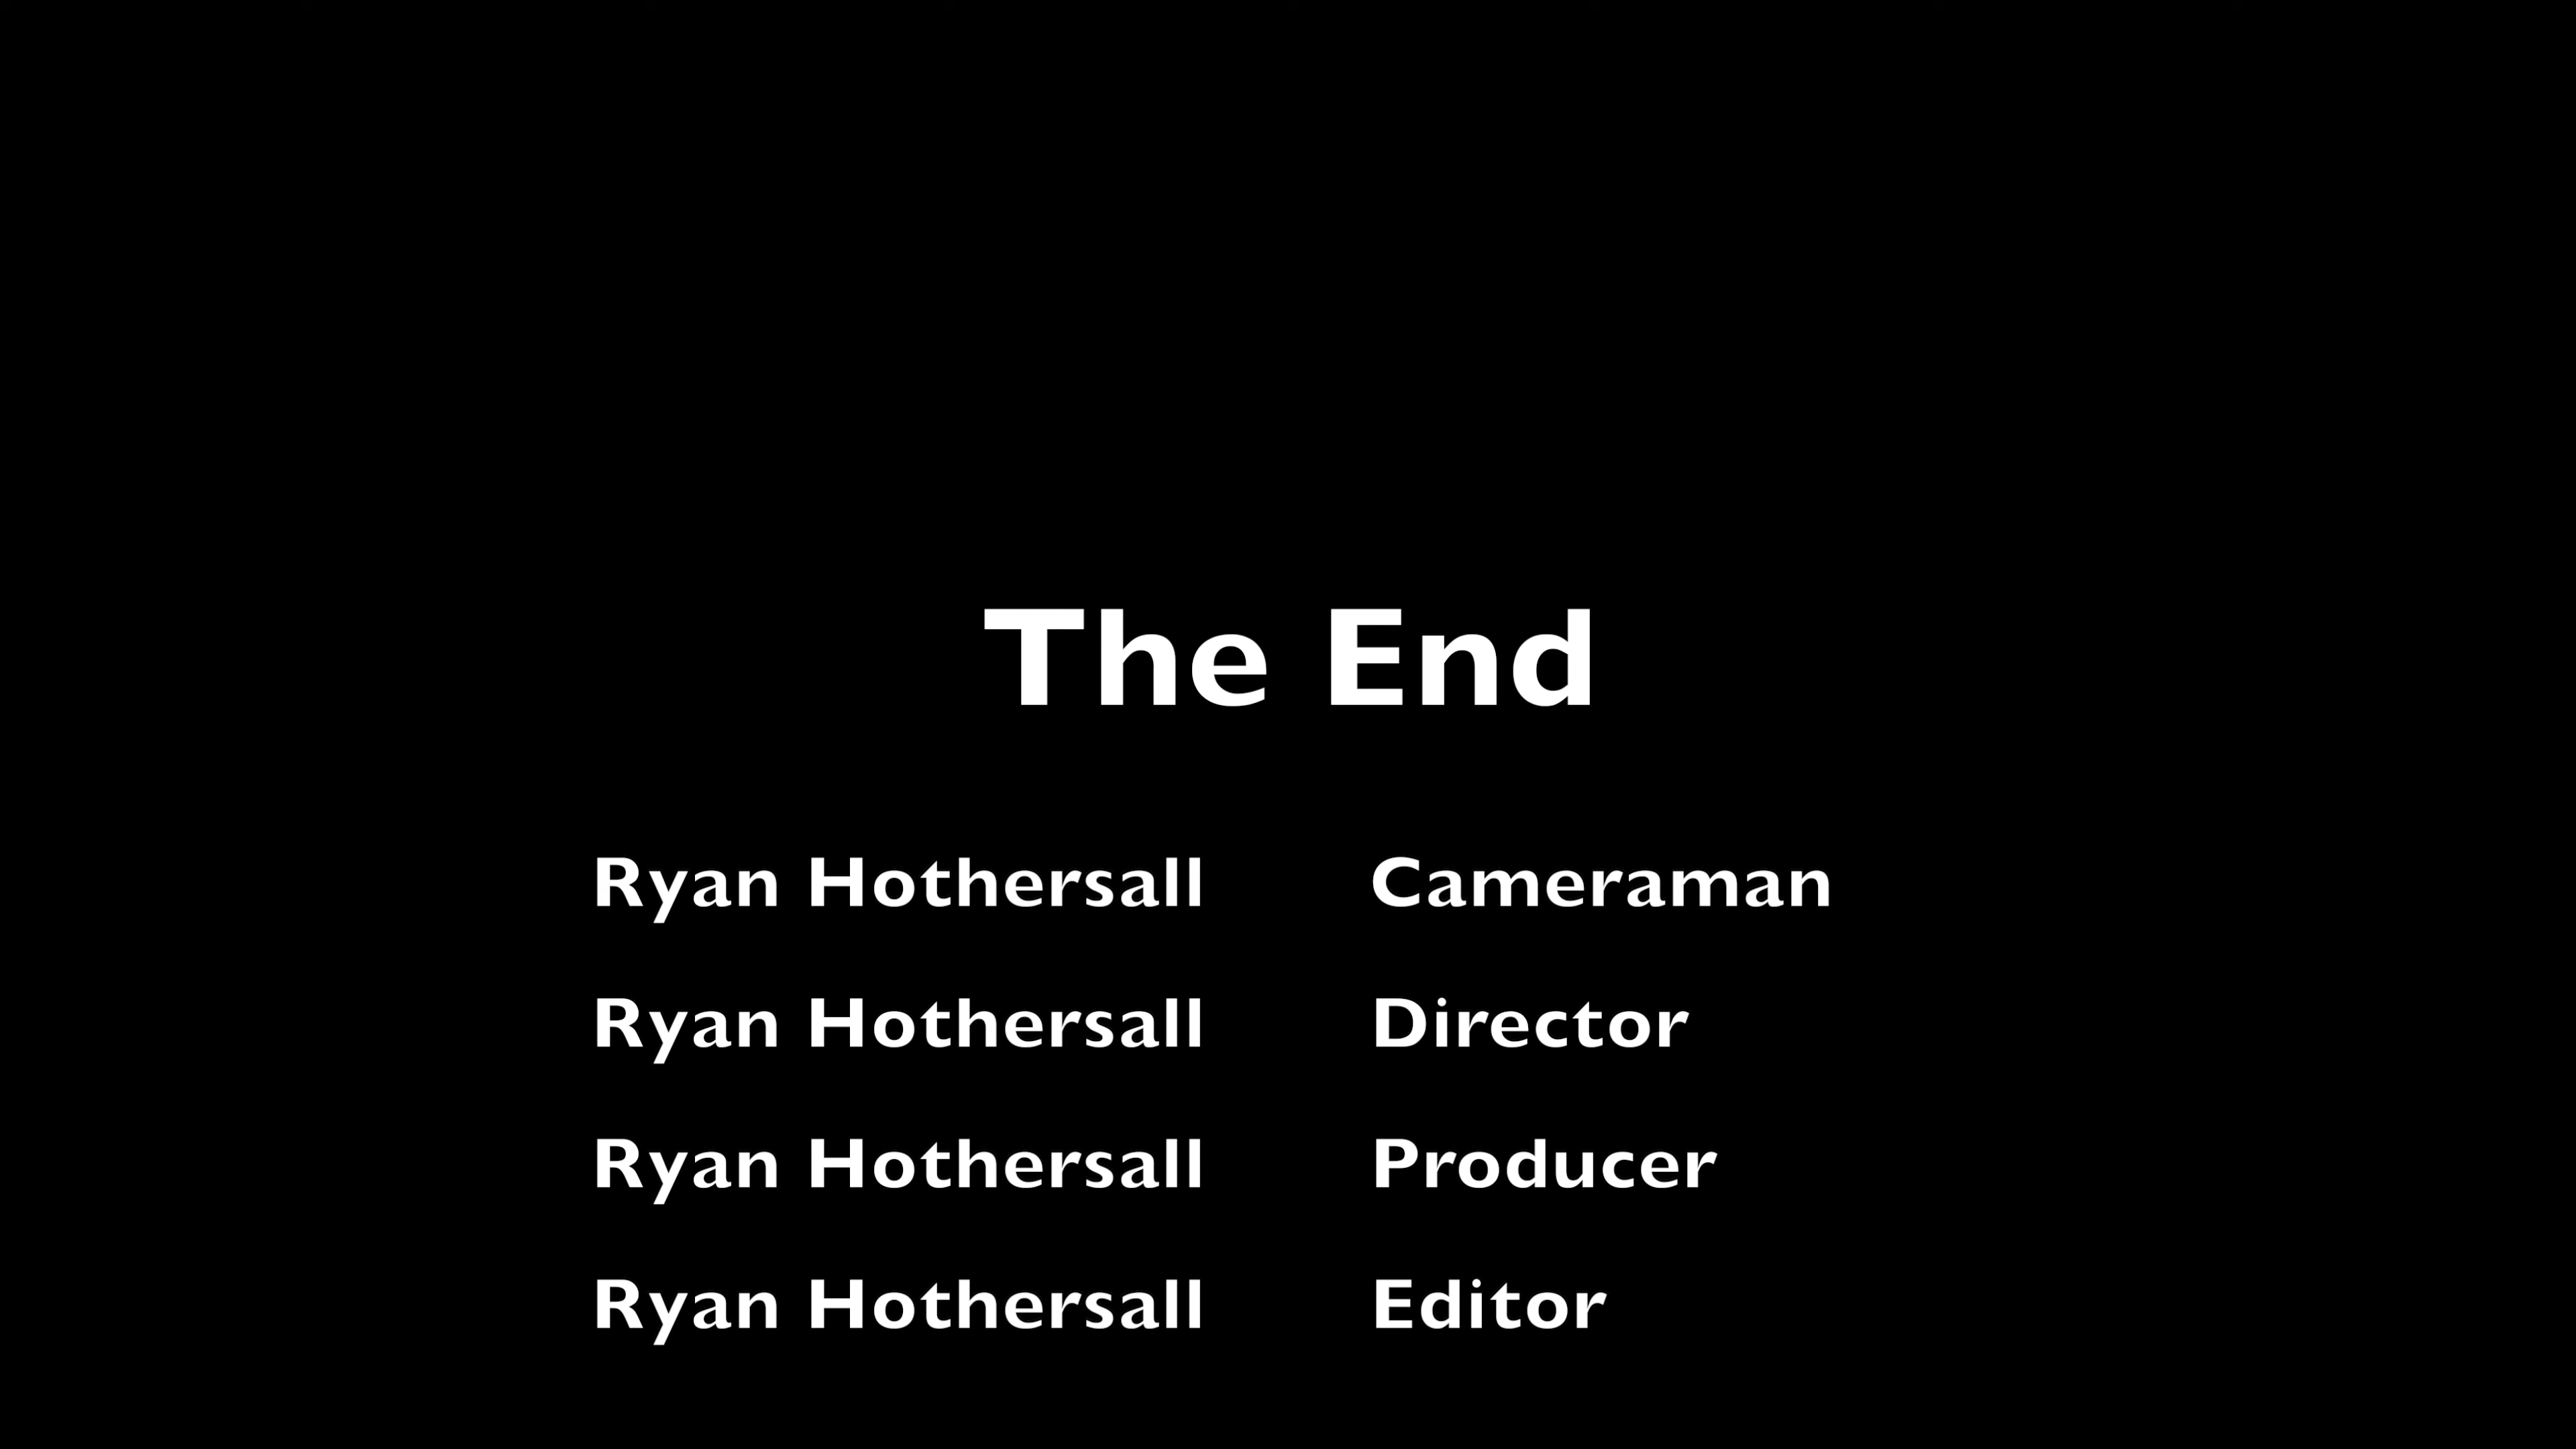 The End
Ryan Hothersall Cameraman
Ryan Hothersall Director
Ryan Hothersall Producer
Ryan Hothersall Editor